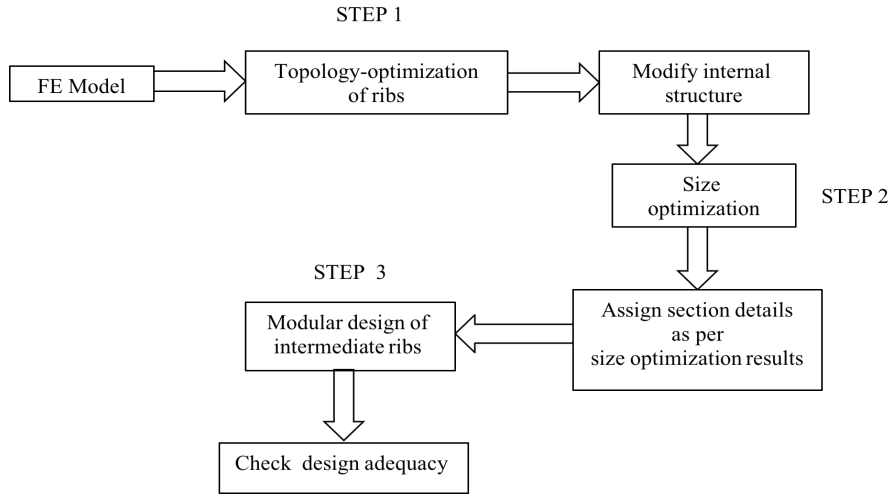 STEP 1
FE Model
Topology-optimization
of ribs
Modify internal
structure
Size
optimization
STEP 2
Assign section details
as per
size optimization results
STEP 3
Modular design of
intermediate ribs
Check design adequacy